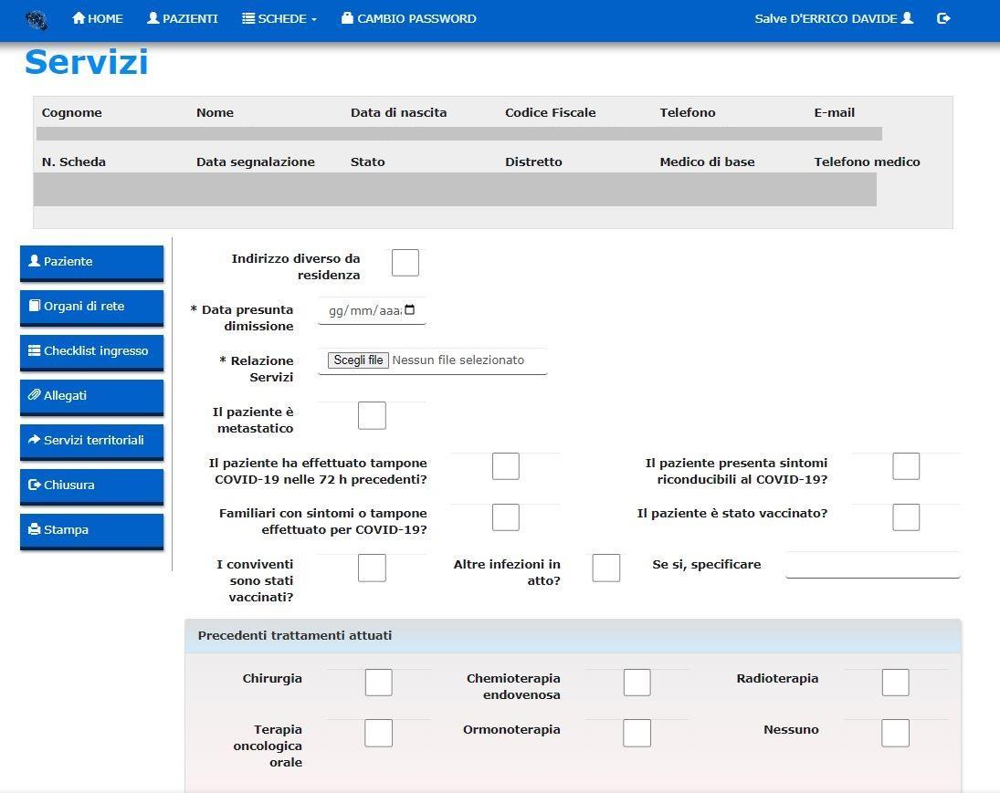 HOME PAZIENTI SCHEDE CAMBIO PASSWORD Salve D'ERRICO DAVIDE
Servizi
Cognome Nome Data di nascita Codice Fiscale Telefono E-mail
N. Scheda Data segnalazione Stato Distretto Medico di base Telefono medico
Paziente
Organi di rete
Checklist ingresso
Allegati
Servizi territoriali
Chiusura
Stampa
Indirizzo diverso da
residenza
* Data presunta
dimissione
gg/mm/aaaa
* Relazione
Servizi
Scegli file Nessun file selezionato
Il paziente è
metastatico
Il paziente ha effettuato tampone
COVID-19 nelle 72 h precedenti?
Il paziente presenta sintomi
riconducibili al COVID-19?
Familiari con sintomi o tampone
effettuato per COVID-19?
Il paziente è stato vaccinato?
I conviventi
sono stati
vaccinati?
Altre infezioni in
atto?
Se si, specificare
Precedenti trattamenti attuati
Chirurgia
Chemioterapia
endovenosa
Radioterapia
Terapia
oncologica
orale
Ormonoterapia
Nessuno